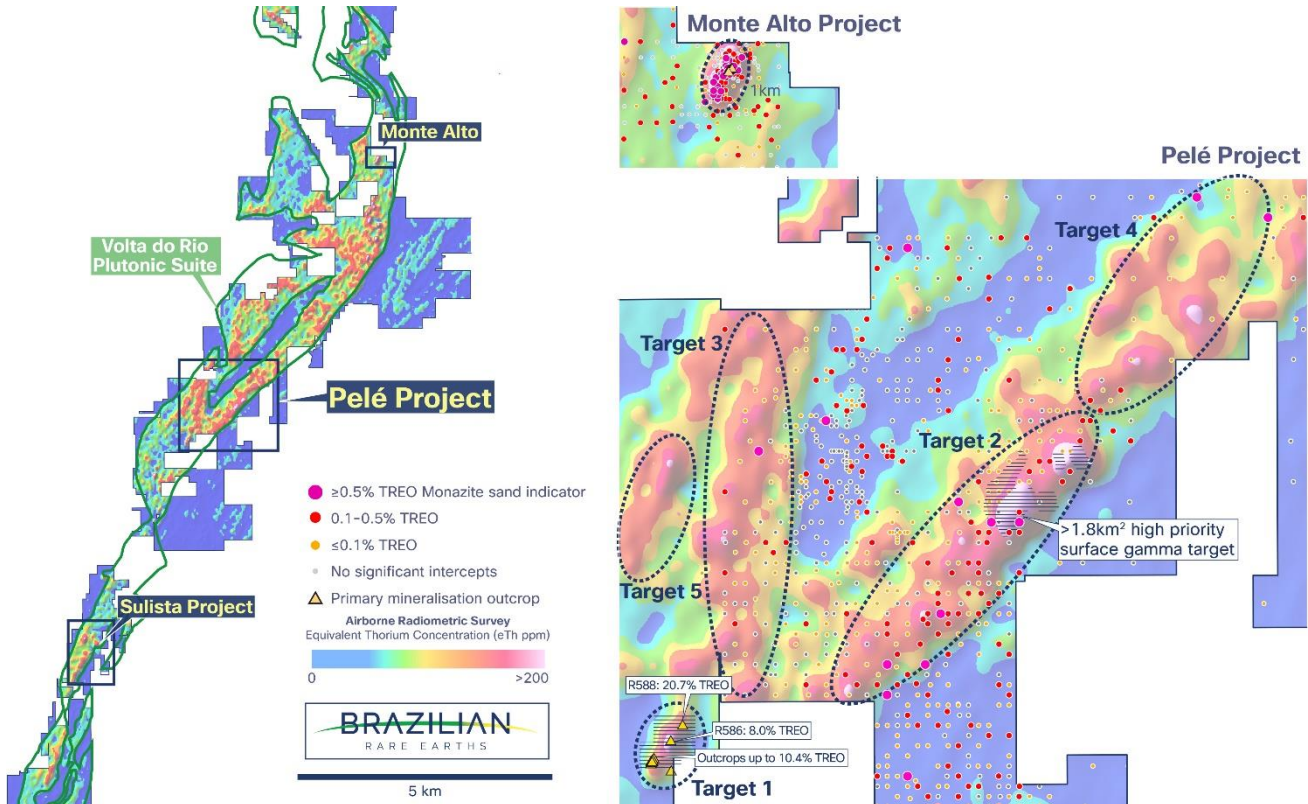 Monte Alto
Volta do Rio
Plutonic Suite
Pelé Project
≥0.5% TREO Monazite sand indicator
0.1–0.5% TREO
≤0.1% TREO
No significant intercepts
Primary mineralisation outcrop
Sulista Project
Airborne Radiometric Survey
Equivalent Thorium Concentration (eTh ppm)
0
>200
BRAZILIAN
RARE EARTHS
5 km
Monte Alto Project
1km
Pelé Project
Target 4
Target 3
Target 2
>1.8km² high priority
surface gamma target
Target 5
R588: 20.7% TREO
R586: 8.0% TREO
Outcrops up to 10.4% TREO
Target 1